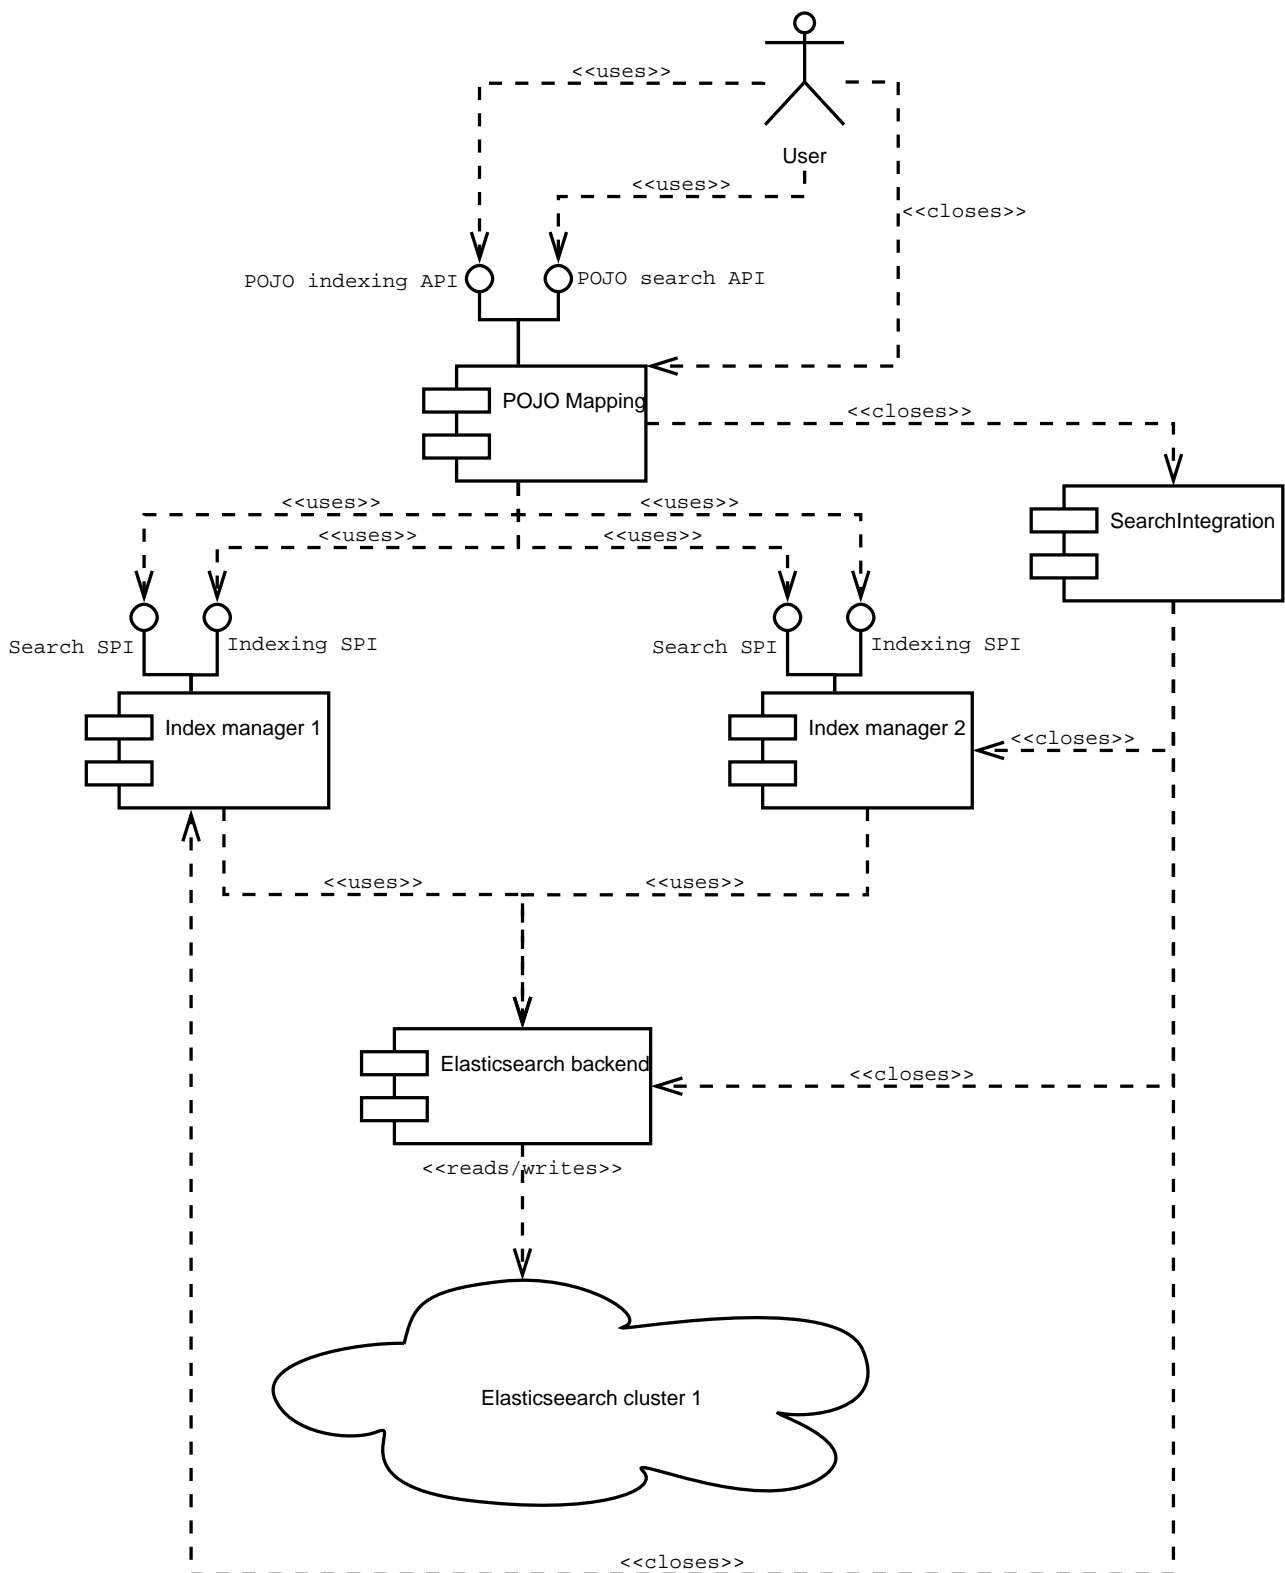 <<uses>>
User
<<uses>>
<<closes>>
POJO indexing API
POJO search API
POJO Mapping
<<closes>>
<<uses>>
<<uses>>
SearchIntegration
<<uses>>
<<uses>>
Search SPI
Indexing SPI
Search SPI
Indexing SPI
Index manager 1
Index manager 2
<<closes>>
<<uses>>
<<uses>>
Elasticsearch backend
<<closes>>
<<reads/writes>>
Elasticseearch cluster 1
<<closes>>